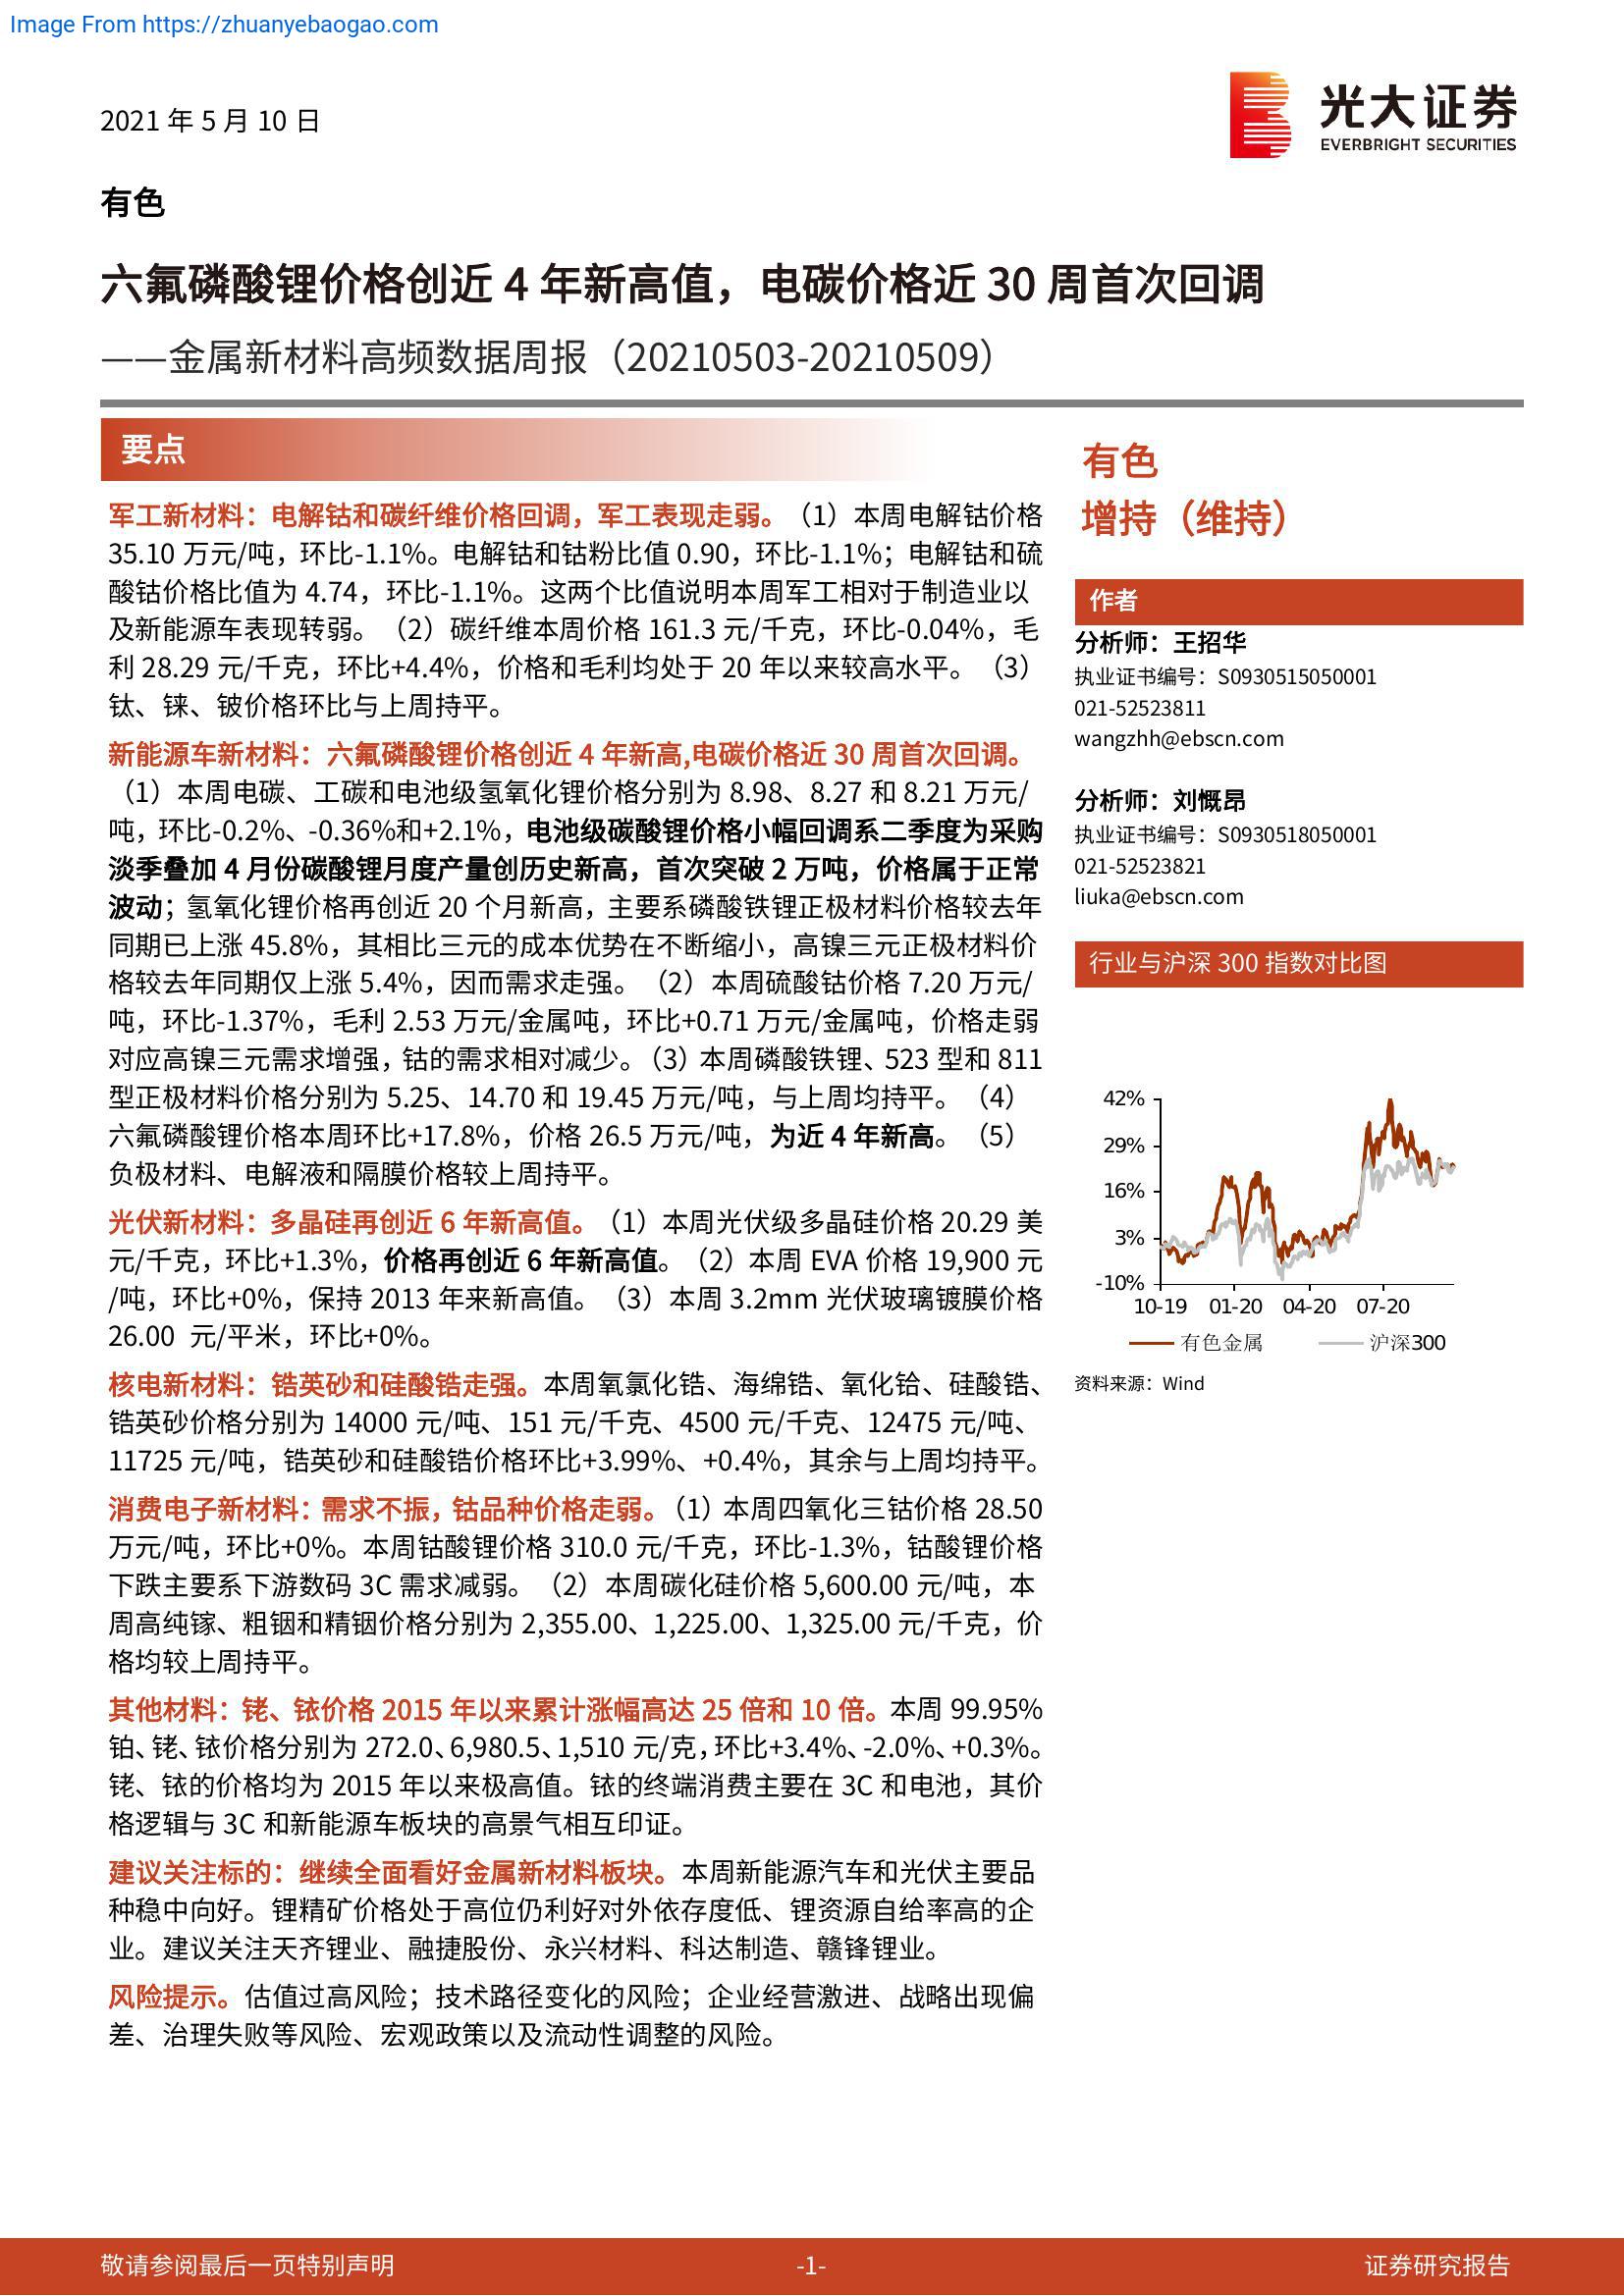 Image From https://zhuanyebaogao.com
2021 年 5 月 10 日
光大证券
EVERBRIGHT SECURITIES
有色
六氟磷酸锂价格创近 4 年新高值，电碳价格近 30 周首次回调
——金属新材料高频数据周报（20210503-20210509）
要点
军工新材料：电解钴和碳纤维价格回调，军工表现走弱。（1）本周电解钴价格
35.10 万元/吨，环比-1.1%。电解钴和钴粉比值 0.90，环比-1.1%；电解钴和硫
酸钴价格比值为 4.74，环比-1.1%。这两个比值说明本周军工相对于制造业以
及新能源车表现转弱。（2）碳纤维本周价格 161.3 元/千克，环比-0.04%，毛
利 28.29 元/千克，环比+4.4%，价格和毛利均处于 20 年以来较高水平。（3）
钛、铼、铍价格环比与上周持平。
新能源车新材料：六氟磷酸锂价格创近 4 年新高,电碳价格近 30 周首次回调。
（1）本周电碳、工碳和电池级氢氧化锂价格分别为 8.98、8.27 和 8.21 万元/
吨，环比-0.2%、-0.36%和+2.1%，电池级碳酸锂价格小幅回调系二季度为采购
淡季叠加 4 月份碳酸锂月度产量创历史新高，首次突破 2 万吨，价格属于正常
波动；氢氧化锂价格再创近 20 个月新高，主要系磷酸铁锂正极材料价格较去年
同期已上涨 45.8%，其相比三元的成本优势在不断缩小，高镍三元正极材料价
格较去年同期仅上涨 5.4%，因而需求走强。（2）本周硫酸钴价格 7.20 万元/
吨，环比-1.37%，毛利 2.53 万元/金属吨，环比+0.71 万元/金属吨，价格走弱
对应高镍三元需求增强，钴的需求相对减少。（3）本周磷酸铁锂、523 型和 811
型正极材料价格分别为 5.25、14.70 和 19.45 万元/吨，与上周均持平。（4）
六氟磷酸锂价格本周环比+17.8%，价格 26.5 万元/吨，为近 4 年新高。（5）
负极材料、电解液和隔膜价格较上周持平。
光伏新材料：多晶硅再创近 6 年新高值。（1）本周光伏级多晶硅价格 20.29 美
元/千克，环比+1.3%，价格再创近 6 年新高值。（2）本周 EVA 价格 19,900 元
/吨，环比+0%，保持 2013 年来新高值。（3）本周 3.2mm 光伏玻璃镀膜价格
26.00 元/平米，环比+0%。
核电新材料：锆英砂和硅酸锆走强。本周氧氯化锆、海绵锆、氧化铪、硅酸锆、
锆英砂价格分别为 14000 元/吨、151 元/千克、4500 元/千克、12475 元/吨、
11725 元/吨，锆英砂和硅酸锆价格环比+3.99%、+0.4%，其余与上周均持平。
消费电子新材料：需求不振，钴品种价格走弱。（1）本周四氧化三钴价格 28.50
万元/吨，环比+0%。本周钴酸锂价格 310.0 元/千克，环比-1.3%，钴酸锂价格
下跌主要系下游数码 3C 需求减弱。（2）本周碳化硅价格 5,600.00 元/吨，本
周高纯镓、粗铟和精铟价格分别为 2,355.00、1,225.00、1,325.00 元/千克，价
格均较上周持平。
其他材料：铑、铱价格 2015 年以来累计涨幅高达 25 倍和 10 倍。本周 99.95%
铂、铑、铱价格分别为 272.0、6,980.5、1,510 元/克，环比+3.4%、-2.0%、+0.3%。
铑、铱的价格均为 2015 年以来极高值。铱的终端消费主要在 3C 和电池，其价
格逻辑与 3C 和新能源车板块的高景气相互印证。
建议关注标的：继续全面看好金属新材料板块。本周新能源汽车和光伏主要品
种稳中向好。锂精矿价格处于高位仍利好对外依存度低、锂资源自给率高的企
业。建议关注天齐锂业、融捷股份、永兴材料、科达制造、赣锋锂业。
风险提示。估值过高风险；技术路径变化的风险；企业经营激进、战略出现偏
差、治理失败等风险、宏观政策以及流动性调整的风险。
有色
增持（维持）
作者
分析师：王招华
执业证书编号：S0930515050001
021-52523811
wangzhh@ebscn.com
分析师：刘慨昂
执业证书编号：S0930518050001
021-52523821
liuka@ebscn.com
行业与沪深 300 指数对比图
42%
29%
16%
3%
-10%
10-19 01-20 04-20 07-20
有色金属 沪深300
资料来源：Wind
敬请参阅最后一页特别声明 -1- 证券研究报告